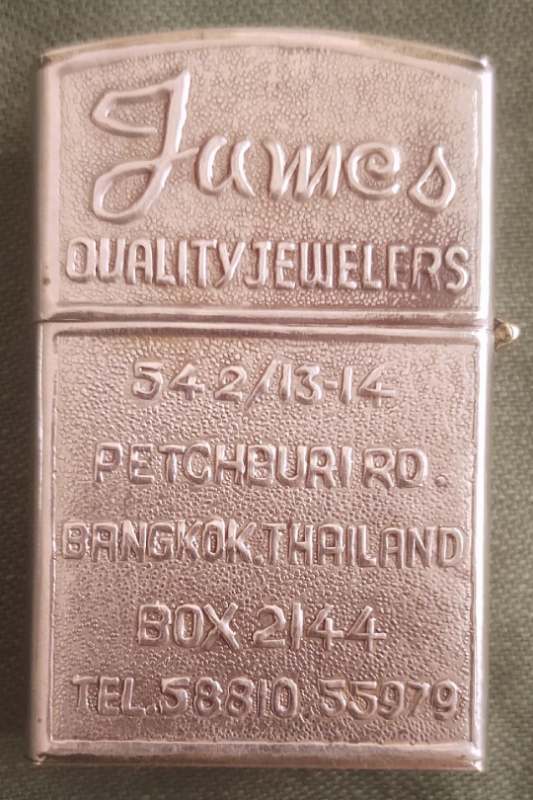 James
QUALITY JEWELERS
542/13-14
PETCHBURI RD.
BANGKOK.THAILAND
BOX 2144
TEL. 58810 55979